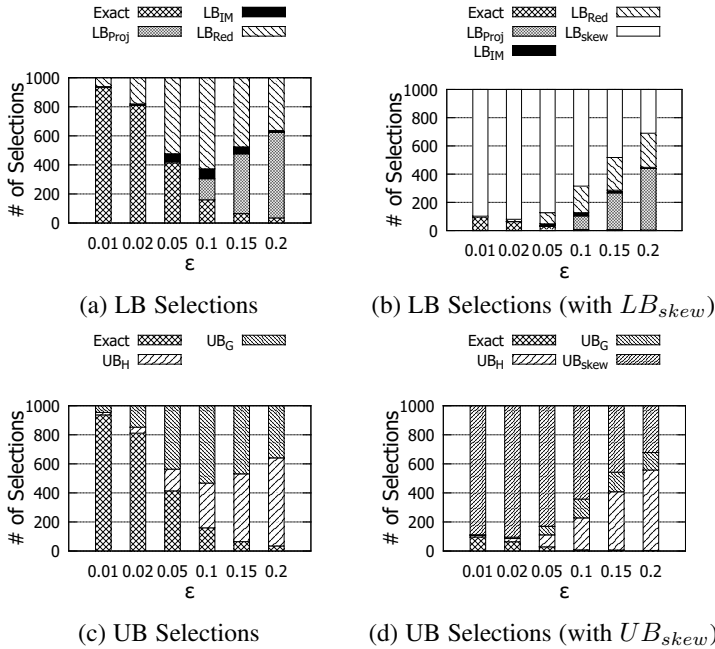 Exact LB_IM
LB_Proj LB_Red
# of Selections
1000
800
600
400
200
0
0.01 0.02 0.05 0.1 0.15 0.2
ε
(a) LB Selections
Exact LB_Red
LB_Proj LB_skew
LB_IM
# of Selections
1000
800
600
400
200
0
0.01 0.02 0.05 0.1 0.15 0.2
ε
(b) LB Selections (with LB_skew)
Exact UB_G
UB_H
# of Selections
1000
800
600
400
200
0
0.01 0.02 0.05 0.1 0.15 0.2
ε
(c) UB Selections
Exact UB_G
UB_H UB_skew
# of Selections
1000
800
600
400
200
0
0.01 0.02 0.05 0.1 0.15 0.2
ε
(d) UB Selections (with UB_skew)